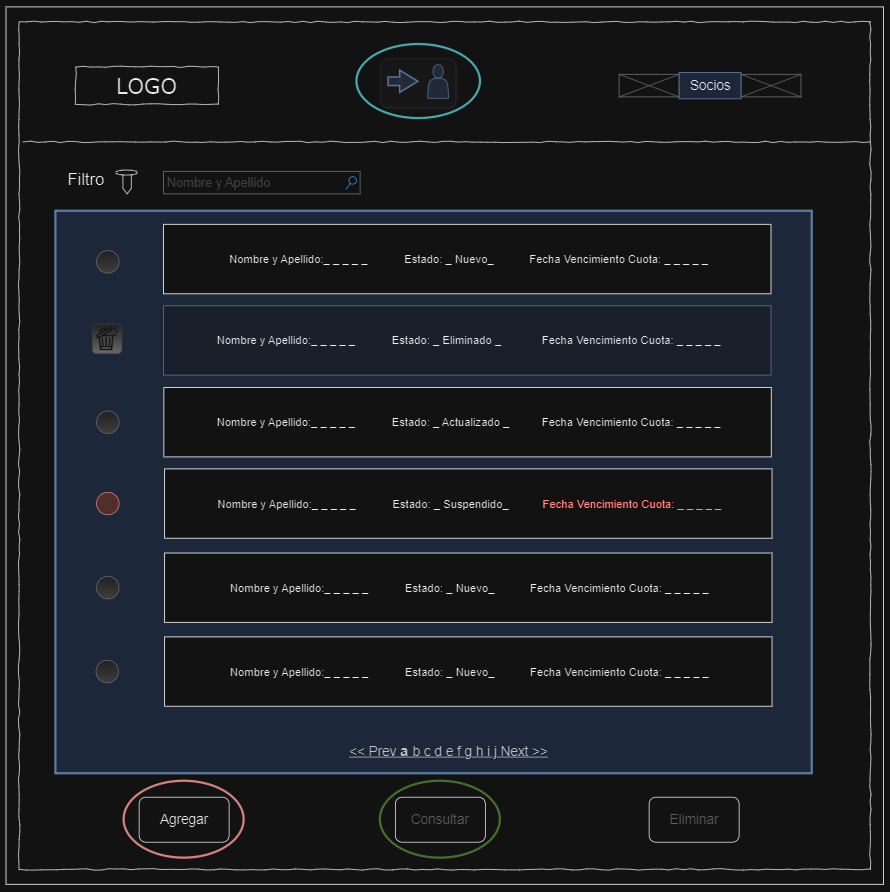 LOGO
Socios
Filtro
Nombre y Apellido
Nombre y Apellido:_ _ _ _ _ Estado: _ Nuevo_ Fecha Vencimiento Cuota: _ _ _ _ _
Nombre y Apellido:_ _ _ _ _ Estado: _ Eliminado _ Fecha Vencimiento Cuota: _ _ _ _ _
Nombre y Apellido:_ _ _ _ _ Estado: _ Actualizado _ Fecha Vencimiento Cuota: _ _ _ _ _
Nombre y Apellido:_ _ _ _ _ Estado: _ Suspendido_ Fecha Vencimiento Cuota: _ _ _ _ _
Nombre y Apellido:_ _ _ _ _ Estado: _ Nuevo_ Fecha Vencimiento Cuota: _ _ _ _ _
Nombre y Apellido:_ _ _ _ _ Estado: _ Nuevo_ Fecha Vencimiento Cuota: _ _ _ _ _
<< Prev a b c d e f g h i j Next >>
Agregar Consultar Eliminar